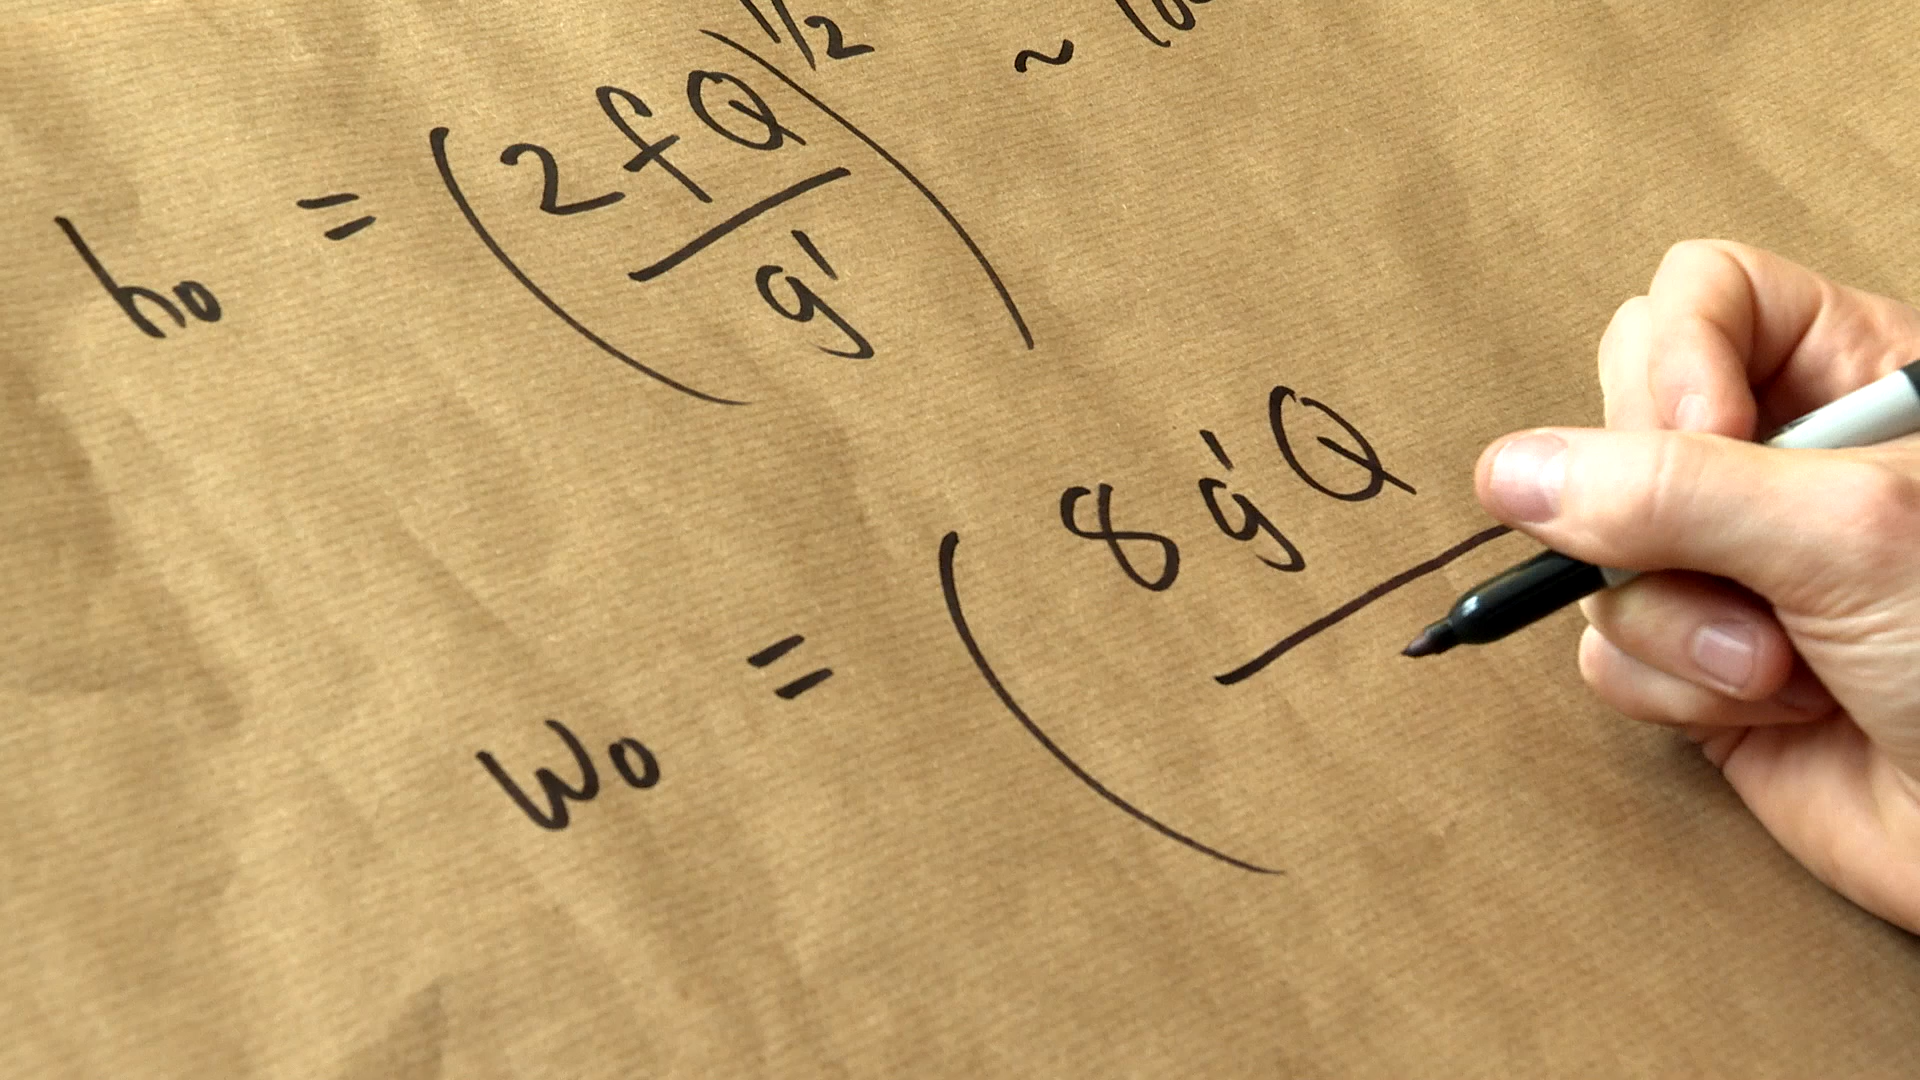 h₀ = (2fQ/g′)^1/2 ~
w₀ = (8g′Q/